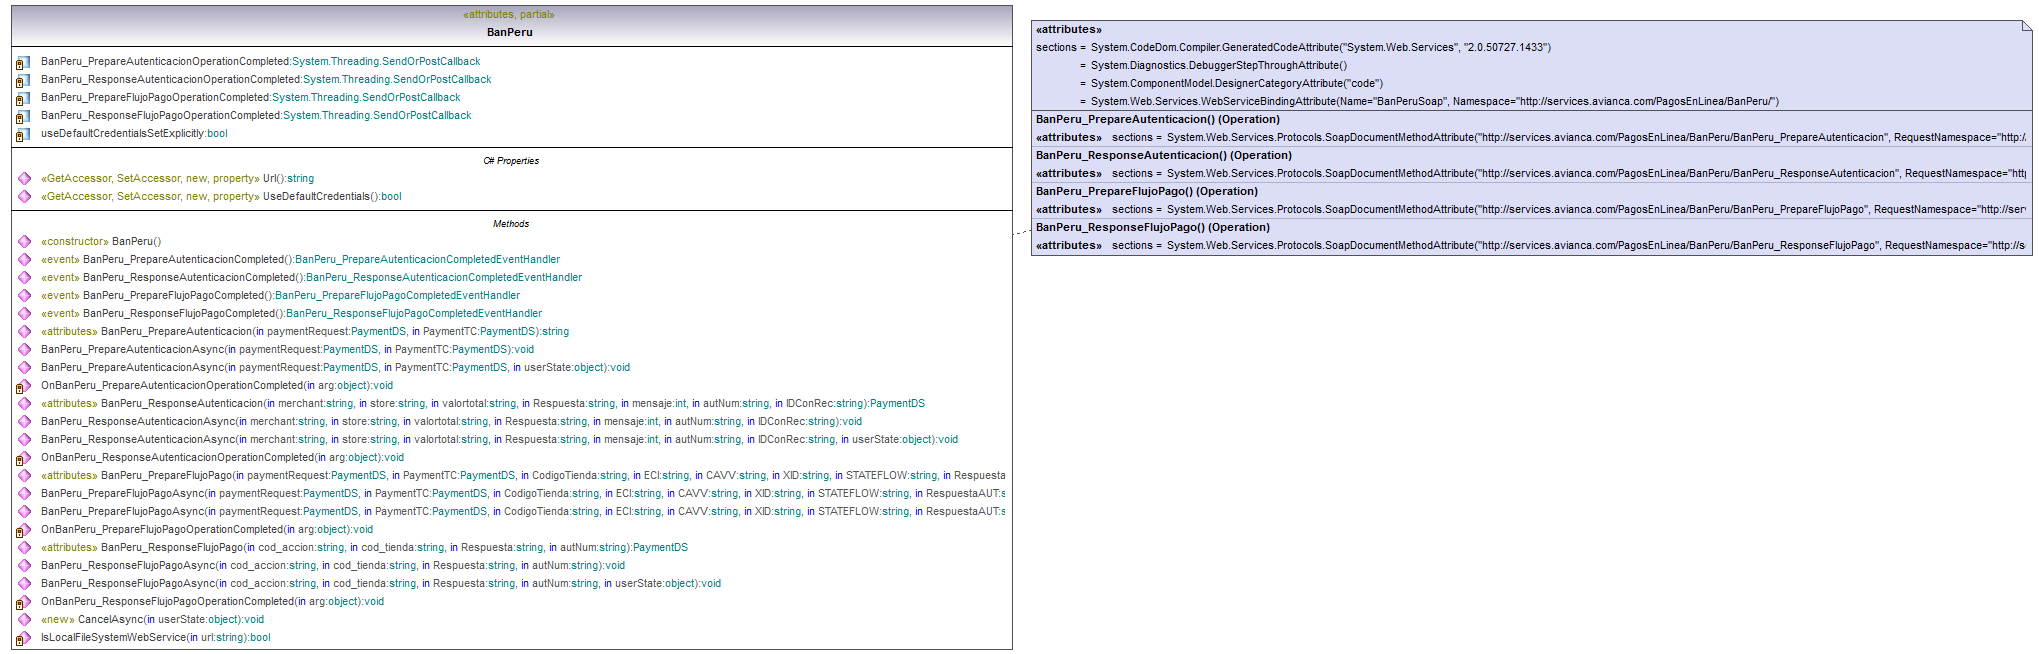 «attributes, partial»
BanPeru
BanPeru_PrepareAutenticacionOperationCompleted:System.Threading.SendOrPostCallback
BanPeru_ResponseAutenticacionOperationCompleted:System.Threading.SendOrPostCallback
BanPeru_PrepareFlujoPagoOperationCompleted:System.Threading.SendOrPostCallback
BanPeru_ResponseFlujoPagoOperationCompleted:System.Threading.SendOrPostCallback
useDefaultCredentialsSetExplicitly:bool
C# Properties
«GetAccessor, SetAccessor, new, property» Url():string
«GetAccessor, SetAccessor, new, property» UseDefaultCredentials():bool
Methods
«constructor» BanPeru()
«event» BanPeru_PrepareAutenticacionCompleted():BanPeru_PrepareAutenticacionCompletedEventHandler
«event» BanPeru_ResponseAutenticacionCompleted():BanPeru_ResponseAutenticacionCompletedEventHandler
«event» BanPeru_PrepareFlujoPagoCompleted():BanPeru_PrepareFlujoPagoCompletedEventHandler
«event» BanPeru_ResponseFlujoPagoCompleted():BanPeru_ResponseFlujoPagoCompletedEventHandler
«attributes» BanPeru_PrepareAutenticacion(in paymentRequest:PaymentDS, in PaymentTC:PaymentDS):string
BanPeru_PrepareAutenticacionAsync(in paymentRequest:PaymentDS, in PaymentTC:PaymentDS):void
BanPeru_PrepareAutenticacionAsync(in paymentRequest:PaymentDS, in PaymentTC:PaymentDS, in userState:object):void
OnBanPeru_PrepareAutenticacionOperationCompleted(in arg:object):void
«attributes» BanPeru_ResponseAutenticacion(in merchant:string, in store:string, in valortotal:string, in Respuesta:string, in mensaje:int, in autNum:string, in IDConRec:string):PaymentDS
BanPeru_ResponseAutenticacionAsync(in merchant:string, in store:string, in valortotal:string, in Respuesta:string, in mensaje:int, in autNum:string, in IDConRec:string):void
BanPeru_ResponseAutenticacionAsync(in merchant:string, in store:string, in valortotal:string, in Respuesta:string, in mensaje:int, in autNum:string, in IDConRec:string, in userState:object):void
OnBanPeru_ResponseAutenticacionOperationCompleted(in arg:object):void
«attributes» BanPeru_PrepareFlujoPago(in paymentRequest:PaymentDS, in PaymentTC:PaymentDS, in CodigoTienda:string, in ECI:string, in CAVV:string, in XID:string, in STATEFLOW:string, in Respuesta
BanPeru_PrepareFlujoPagoAsync(in paymentRequest:PaymentDS, in PaymentTC:PaymentDS, in CodigoTienda:string, in ECI:string, in CAVV:string, in XID:string, in STATEFLOW:string, in RespuestaAUT:s
BanPeru_PrepareFlujoPagoAsync(in paymentRequest:PaymentDS, in PaymentTC:PaymentDS, in CodigoTienda:string, in ECI:string, in CAVV:string, in XID:string, in STATEFLOW:string, in RespuestaAUT:s
OnBanPeru_PrepareFlujoPagoOperationCompleted(in arg:object):void
«attributes» BanPeru_ResponseFlujoPago(in cod_accion:string, in cod_tienda:string, in Respuesta:string, in autNum:string):PaymentDS
BanPeru_ResponseFlujoPagoAsync(in cod_accion:string, in cod_tienda:string, in Respuesta:string, in autNum:string):void
BanPeru_ResponseFlujoPagoAsync(in cod_accion:string, in cod_tienda:string, in Respuesta:string, in autNum:string, in userState:object):void
OnBanPeru_ResponseFlujoPagoOperationCompleted(in arg:object):void
«new» CancelAsync(in userState:object):void
IsLocalFileSystemWebService(in url:string):bool
«attributes»
sections = System.CodeDom.Compiler.GeneratedCodeAttribute("System.Web.Services", "2.0.50727.1433")
= System.Diagnostics.DebuggerStepThroughAttribute()
= System.ComponentModel.DesignerCategoryAttribute("code")
= System.Web.Services.WebServiceBindingAttribute(Name="BanPeruSoap", Namespace="http://services.avianca.com/PagosEnLinea/BanPeru/")
BanPeru_PrepareAutenticacion() (Operation)
«attributes» sections = System.Web.Services.Protocols.SoapDocumentMethodAttribute("http://services.avianca.com/PagosEnLinea/BanPeru/BanPeru_PrepareAutenticacion", RequestNamespace="http:/
BanPeru_ResponseAutenticacion() (Operation)
«attributes» sections = System.Web.Services.Protocols.SoapDocumentMethodAttribute("http://services.avianca.com/PagosEnLinea/BanPeru/BanPeru_ResponseAutenticacion", RequestNamespace="htt
BanPeru_PrepareFlujoPago() (Operation)
«attributes» sections = System.Web.Services.Protocols.SoapDocumentMethodAttribute("http://services.avianca.com/PagosEnLinea/BanPeru/BanPeru_PrepareFlujoPago", RequestNamespace="http://ser
BanPeru_ResponseFlujoPago() (Operation)
«attributes» sections = System.Web.Services.Protocols.SoapDocumentMethodAttribute("http://services.avianca.com/PagosEnLinea/BanPeru/BanPeru_ResponseFlujoPago", RequestNamespace="http://s